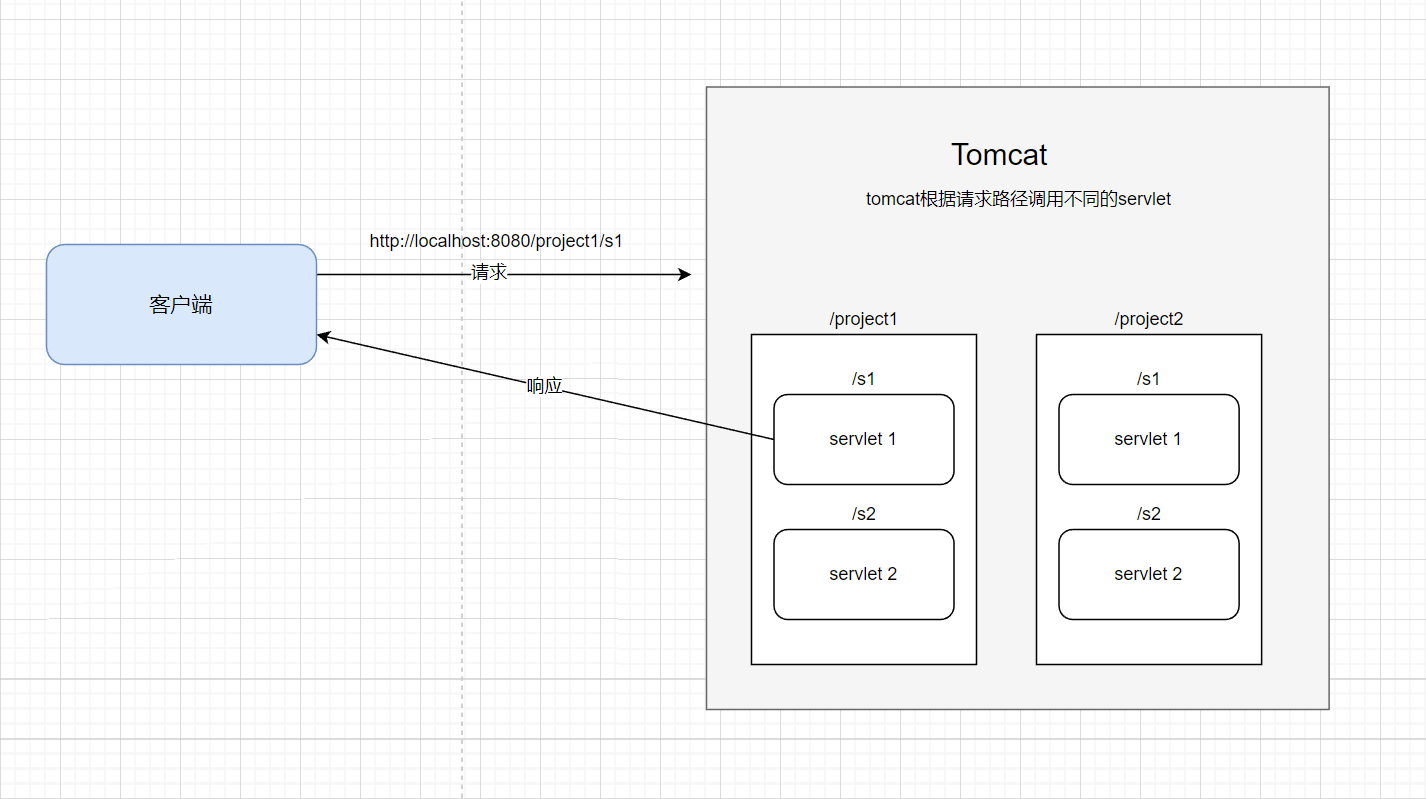 Tomcat
tomcat根据请求路径调用不同的servlet
http://localhost:8080/project1/s1
请求
客户端
响应
/project1
/s1
servlet 1
/s2
servlet 2
/project2
/s1
servlet 1
/s2
servlet 2